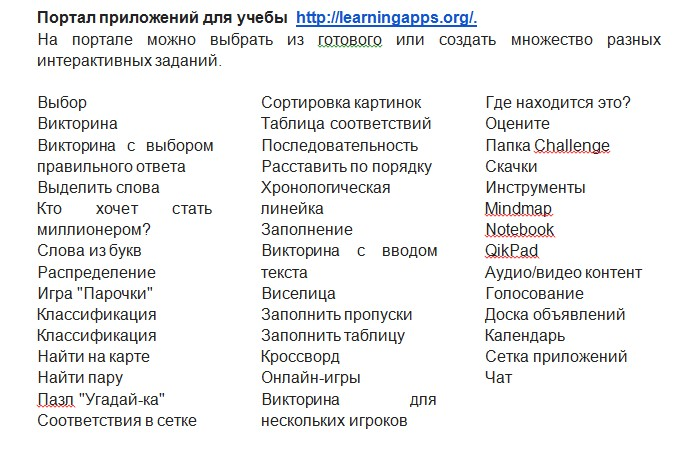 Портал приложений для учебы http://learningapps.org/.
На портале можно выбрать из готового или создать множество разных
интерактивных заданий.
Выбор
Викторина
Викторина с выбором
правильного ответа
Выделить слова
Кто хочет стать
миллионером?
Слова из букв
Распределение
Игра "Парочки"
Классификация
Классификация
Найти на карте
Найти пару
Пазл "Угадай-ка"
Соответствия в сетке
Сортировка картинок
Таблица соответствий
Последовательность
Расставить по порядку
Хронологическая
линейка
Заполнение
Викторина с вводом
текста
Виселица
Заполнить пропуски
Заполнить таблицу
Кроссворд
Онлайн-игры
Викторина для
нескольких игроков
Где находится это?
Оцените
Папка Challenge
Скачки
Инструменты
Mindmap
Notebook
QikPad
Аудио/видео контент
Голосование
Доска объявлений
Календарь
Сетка приложений
Чат